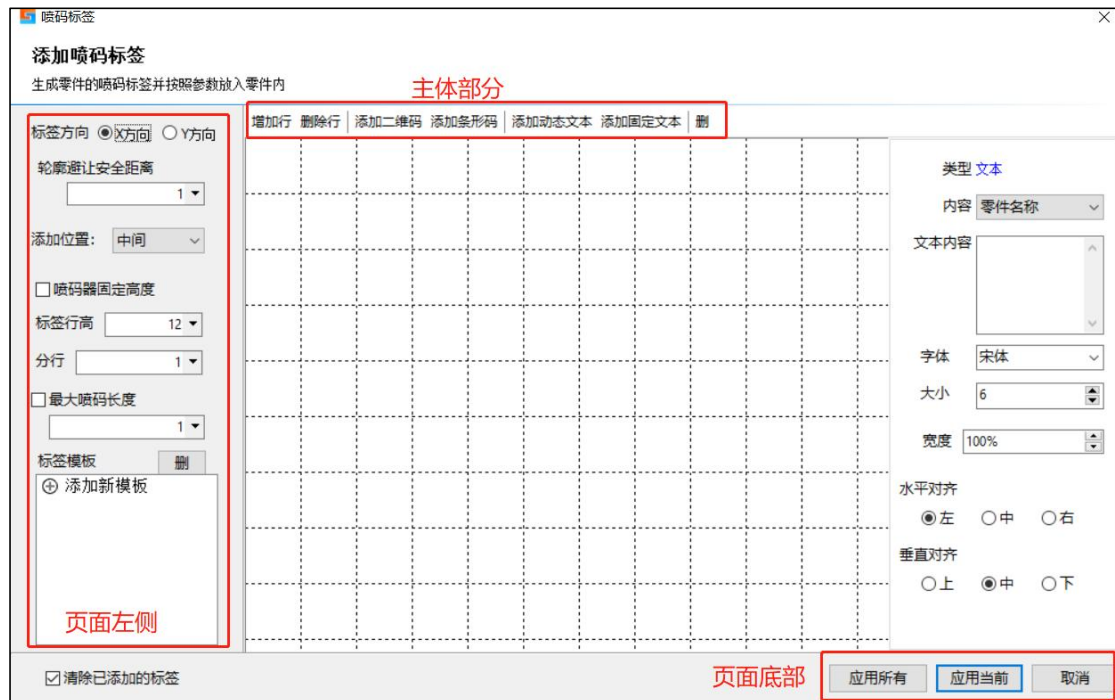 喷码标签
添加喷码标签
生成零件的喷码标签并按照参数放入零件内
主体部分
增加行 删除行 添加二维码 添加条形码 添加动态文本 添加固定文本 删
标签方向 X方向 Y方向
轮廓避让安全距离
1
添加位置： 中间
喷码器固定高度
标签行高 12
分行 1
最大喷码长度
1
标签模板 删
添加新模板
页面左侧
类型 文本
内容 零件名称
文本内容
字体 宋体
大小 6
宽度 100%
水平对齐
左 中 右
垂直对齐
上 中 下
清除已添加的标签
页面底部
应用所有 应用当前 取消